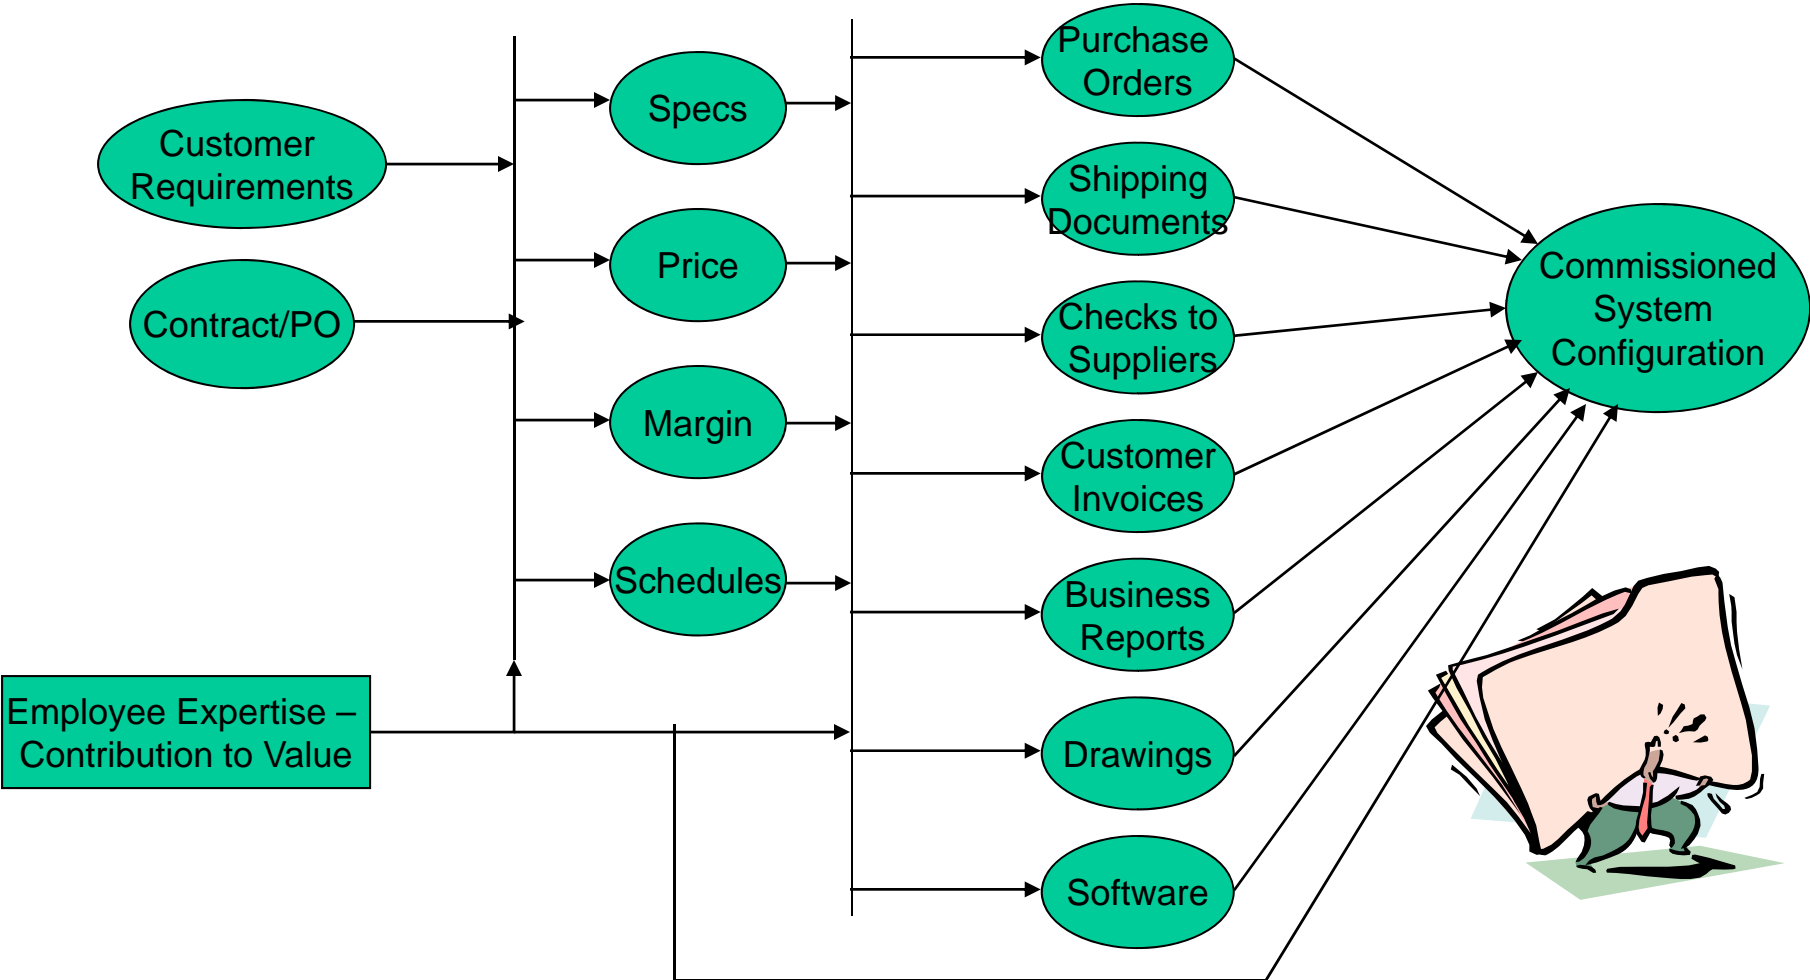 Customer
Requirements
Contract/PO
Employee Expertise –
Contribution to Value
Specs
Price
Margin
Schedules
Purchase
Orders
Shipping
Documents
Checks to
Suppliers
Customer
Invoices
Business
Reports
Drawings
Software
Commissioned
System
Configuration